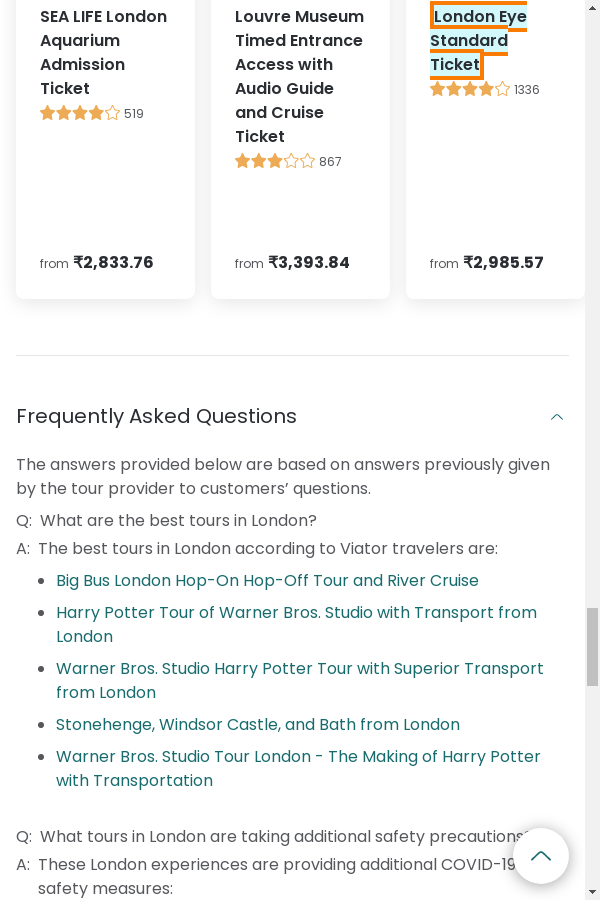 SEA LIFE London
Aquarium
Admission
Ticket
519
from ₹2,833.76
Louvre Museum
Timed Entrance
Access with
Audio Guide
and Cruise
Ticket
867
from ₹3,393.84
London Eye
Standard
Ticket
1336
from ₹2,985.57
Frequently Asked Questions
The answers provided below are based on answers previously given
by the tour provider to customers’ questions.
Q: What are the best tours in London?
A: The best tours in London according to Viator travelers are:
Big Bus London Hop-On Hop-Off Tour and River Cruise
Harry Potter Tour of Warner Bros. Studio with Transport from
London
Warner Bros. Studio Harry Potter Tour with Superior Transport
from London
Stonehenge, Windsor Castle, and Bath from London
Warner Bros. Studio Tour London - The Making of Harry Potter
with Transportation
Q: What tours in London are taking additional safety precautions?
A: These London experiences are providing additional COVID-19
safety measures: